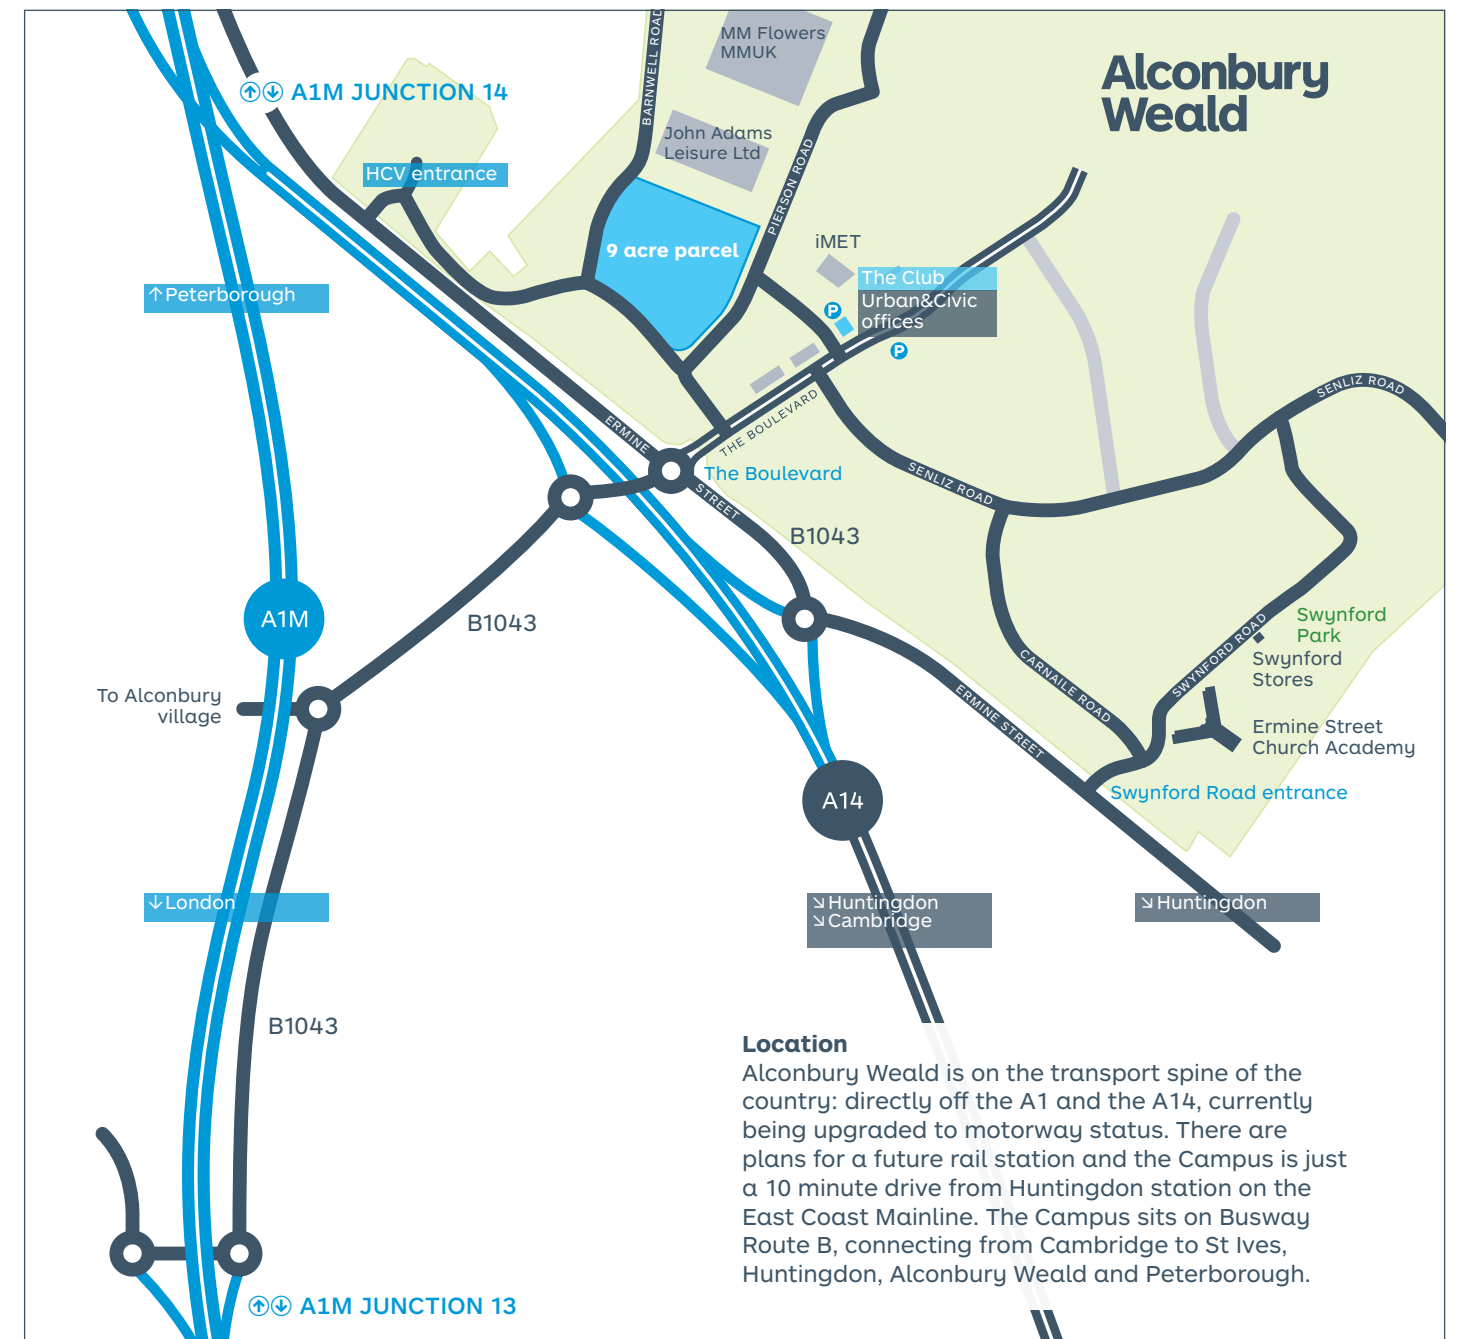 BARNWELL ROAD
MM Flowers
MMUK
Alconbury
Weald
A1M JUNCTION 14
John Adams
Leisure Ltd
PIERSON ROAD
HCV entrance
9 acre parcel
iMET
The Club
Urban&Civic
offices
P
P
↑Peterborough
ERMINE
STREET
THE BOULEVARD
The Boulevard
SENLIZ ROAD
SENLIZ ROAD
B1043
A1M
B1043
Swynford
Park
Swynford
Stores
SWYNFORD ROAD
CARNAILE ROAD
ERMINE STREET
To Alconbury
village
Ermine Street
Church Academy
Swynford Road entrance
A14
↓London
↘Huntingdon
↘Cambridge
↘Huntingdon
B1043
Location
Alconbury Weald is on the transport spine of the
country: directly off the A1 and the A14, currently
being upgraded to motorway status. There are
plans for a future rail station and the Campus is just
a 10 minute drive from Huntingdon station on the
East Coast Mainline. The Campus sits on Busway
Route B, connecting from Cambridge to St Ives,
Huntingdon, Alconbury Weald and Peterborough.
A1M JUNCTION 13